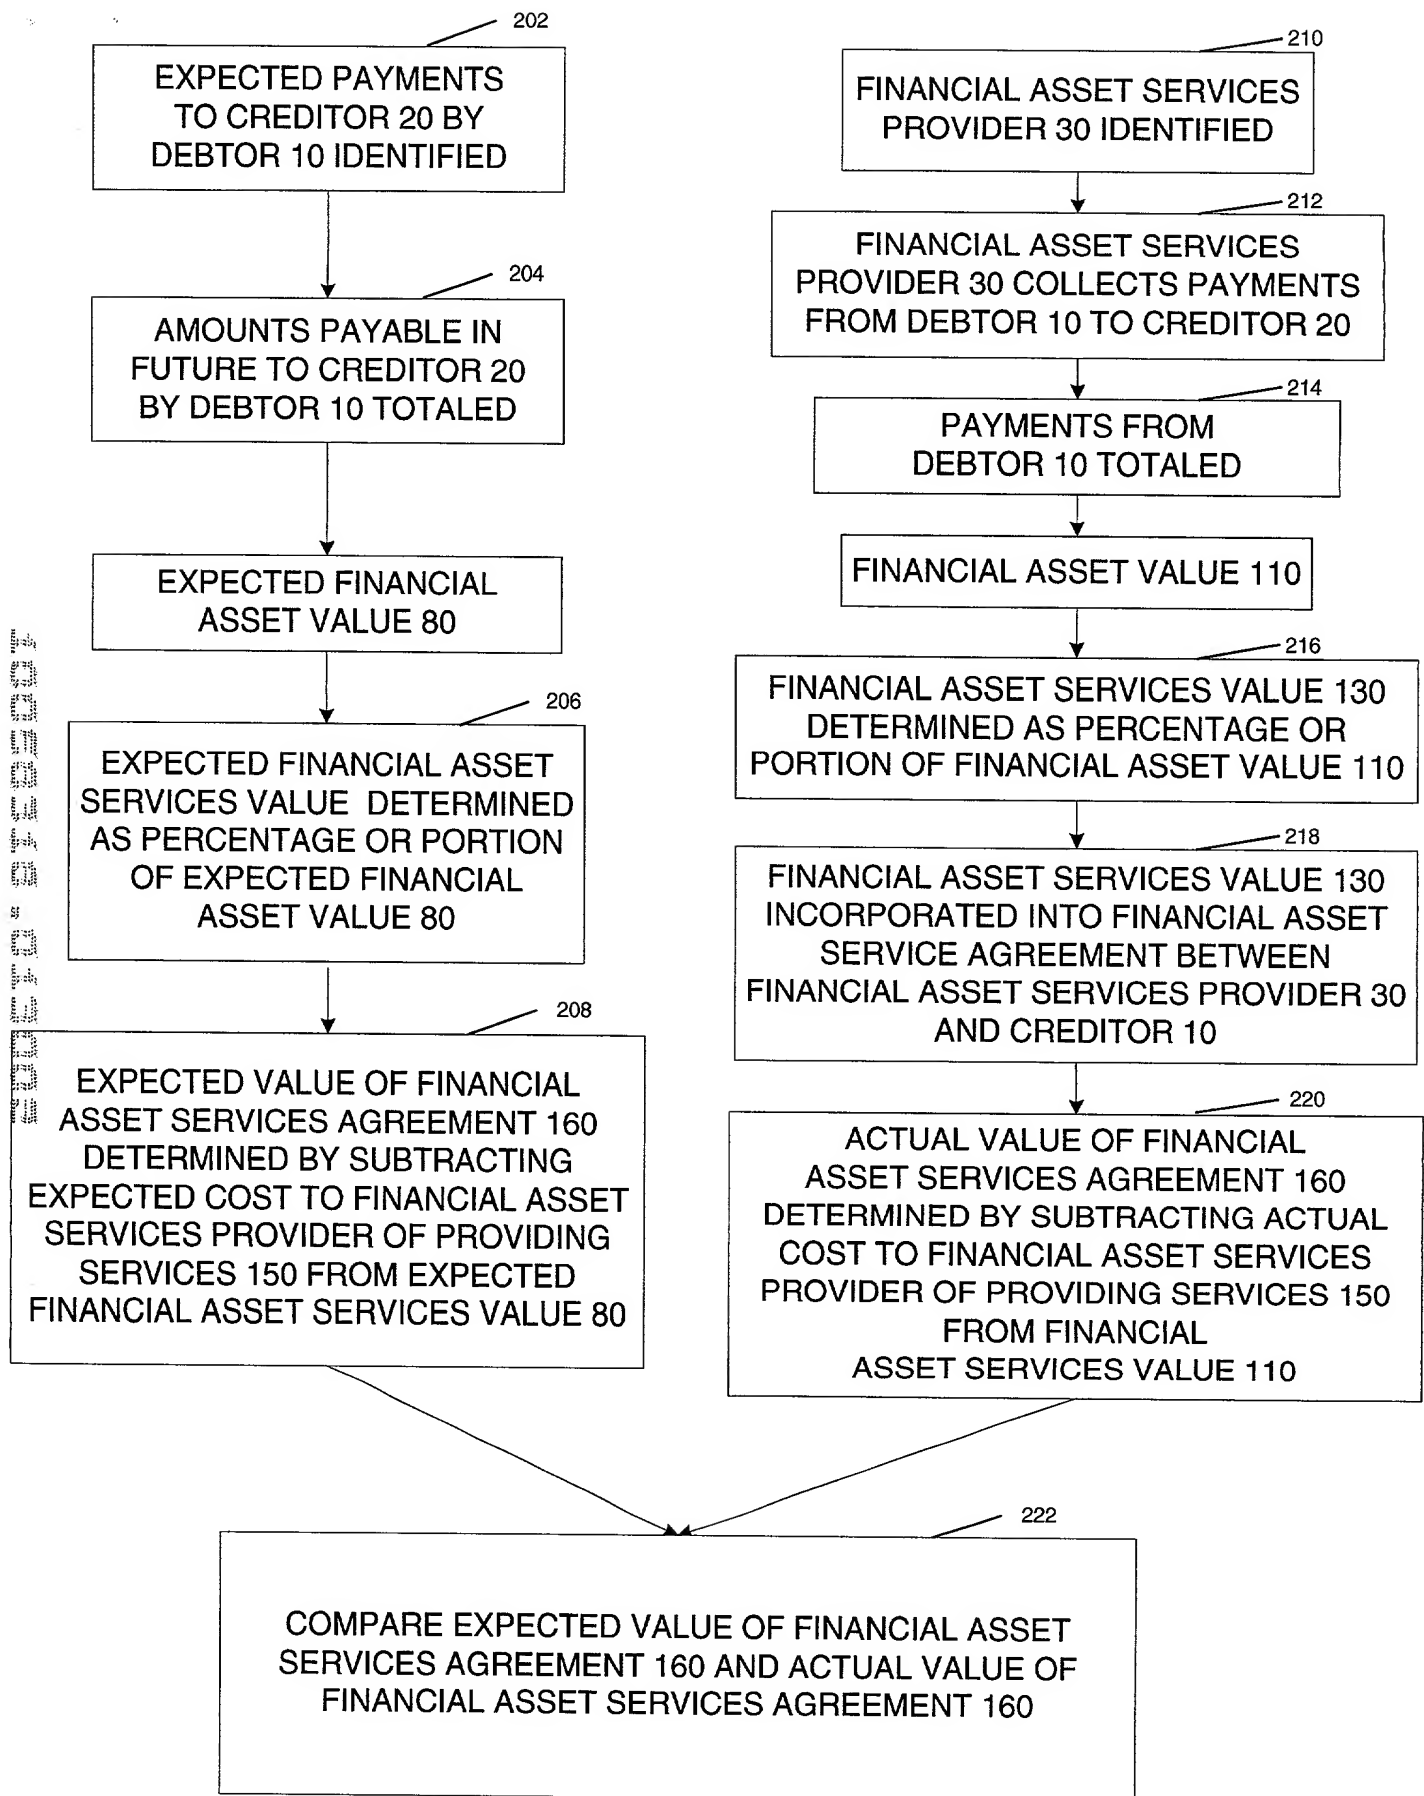 202
EXPECTED PAYMENTS
TO CREDITOR 20 BY
DEBTOR 10 IDENTIFIED
204
AMOUNTS PAYABLE IN
FUTURE TO CREDITOR 20
BY DEBTOR 10 TOTALED
EXPECTED FINANCIAL
ASSET VALUE 80
206
EXPECTED FINANCIAL ASSET
SERVICES VALUE DETERMINED
AS PERCENTAGE OR PORTION
OF EXPECTED FINANCIAL
ASSET VALUE 80
208
EXPECTED VALUE OF FINANCIAL
ASSET SERVICES AGREEMENT 160
DETERMINED BY SUBTRACTING
EXPECTED COST TO FINANCIAL ASSET
SERVICES PROVIDER OF PROVIDING
SERVICES 150 FROM EXPECTED
FINANCIAL ASSET SERVICES VALUE 80
210
FINANCIAL ASSET SERVICES
PROVIDER 30 IDENTIFIED
212
FINANCIAL ASSET SERVICES
PROVIDER 30 COLLECTS PAYMENTS
FROM DEBTOR 10 TO CREDITOR 20
214
PAYMENTS FROM
DEBTOR 10 TOTALED
FINANCIAL ASSET VALUE 110
216
FINANCIAL ASSET SERVICES VALUE 130
DETERMINED AS PERCENTAGE OR
PORTION OF FINANCIAL ASSET VALUE 110
218
FINANCIAL ASSET SERVICES VALUE 130
INCORPORATED INTO FINANCIAL ASSET
SERVICE AGREEMENT BETWEEN
FINANCIAL ASSET SERVICES PROVIDER 30
AND CREDITOR 10
220
ACTUAL VALUE OF FINANCIAL
ASSET SERVICES AGREEMENT 160
DETERMINED BY SUBTRACTING ACTUAL
COST TO FINANCIAL ASSET SERVICES
PROVIDER OF PROVIDING SERVICES 150
FROM FINANCIAL
ASSET SERVICES VALUE 110
222
COMPARE EXPECTED VALUE OF FINANCIAL ASSET
SERVICES AGREEMENT 160 AND ACTUAL VALUE OF
FINANCIAL ASSET SERVICES AGREEMENT 160